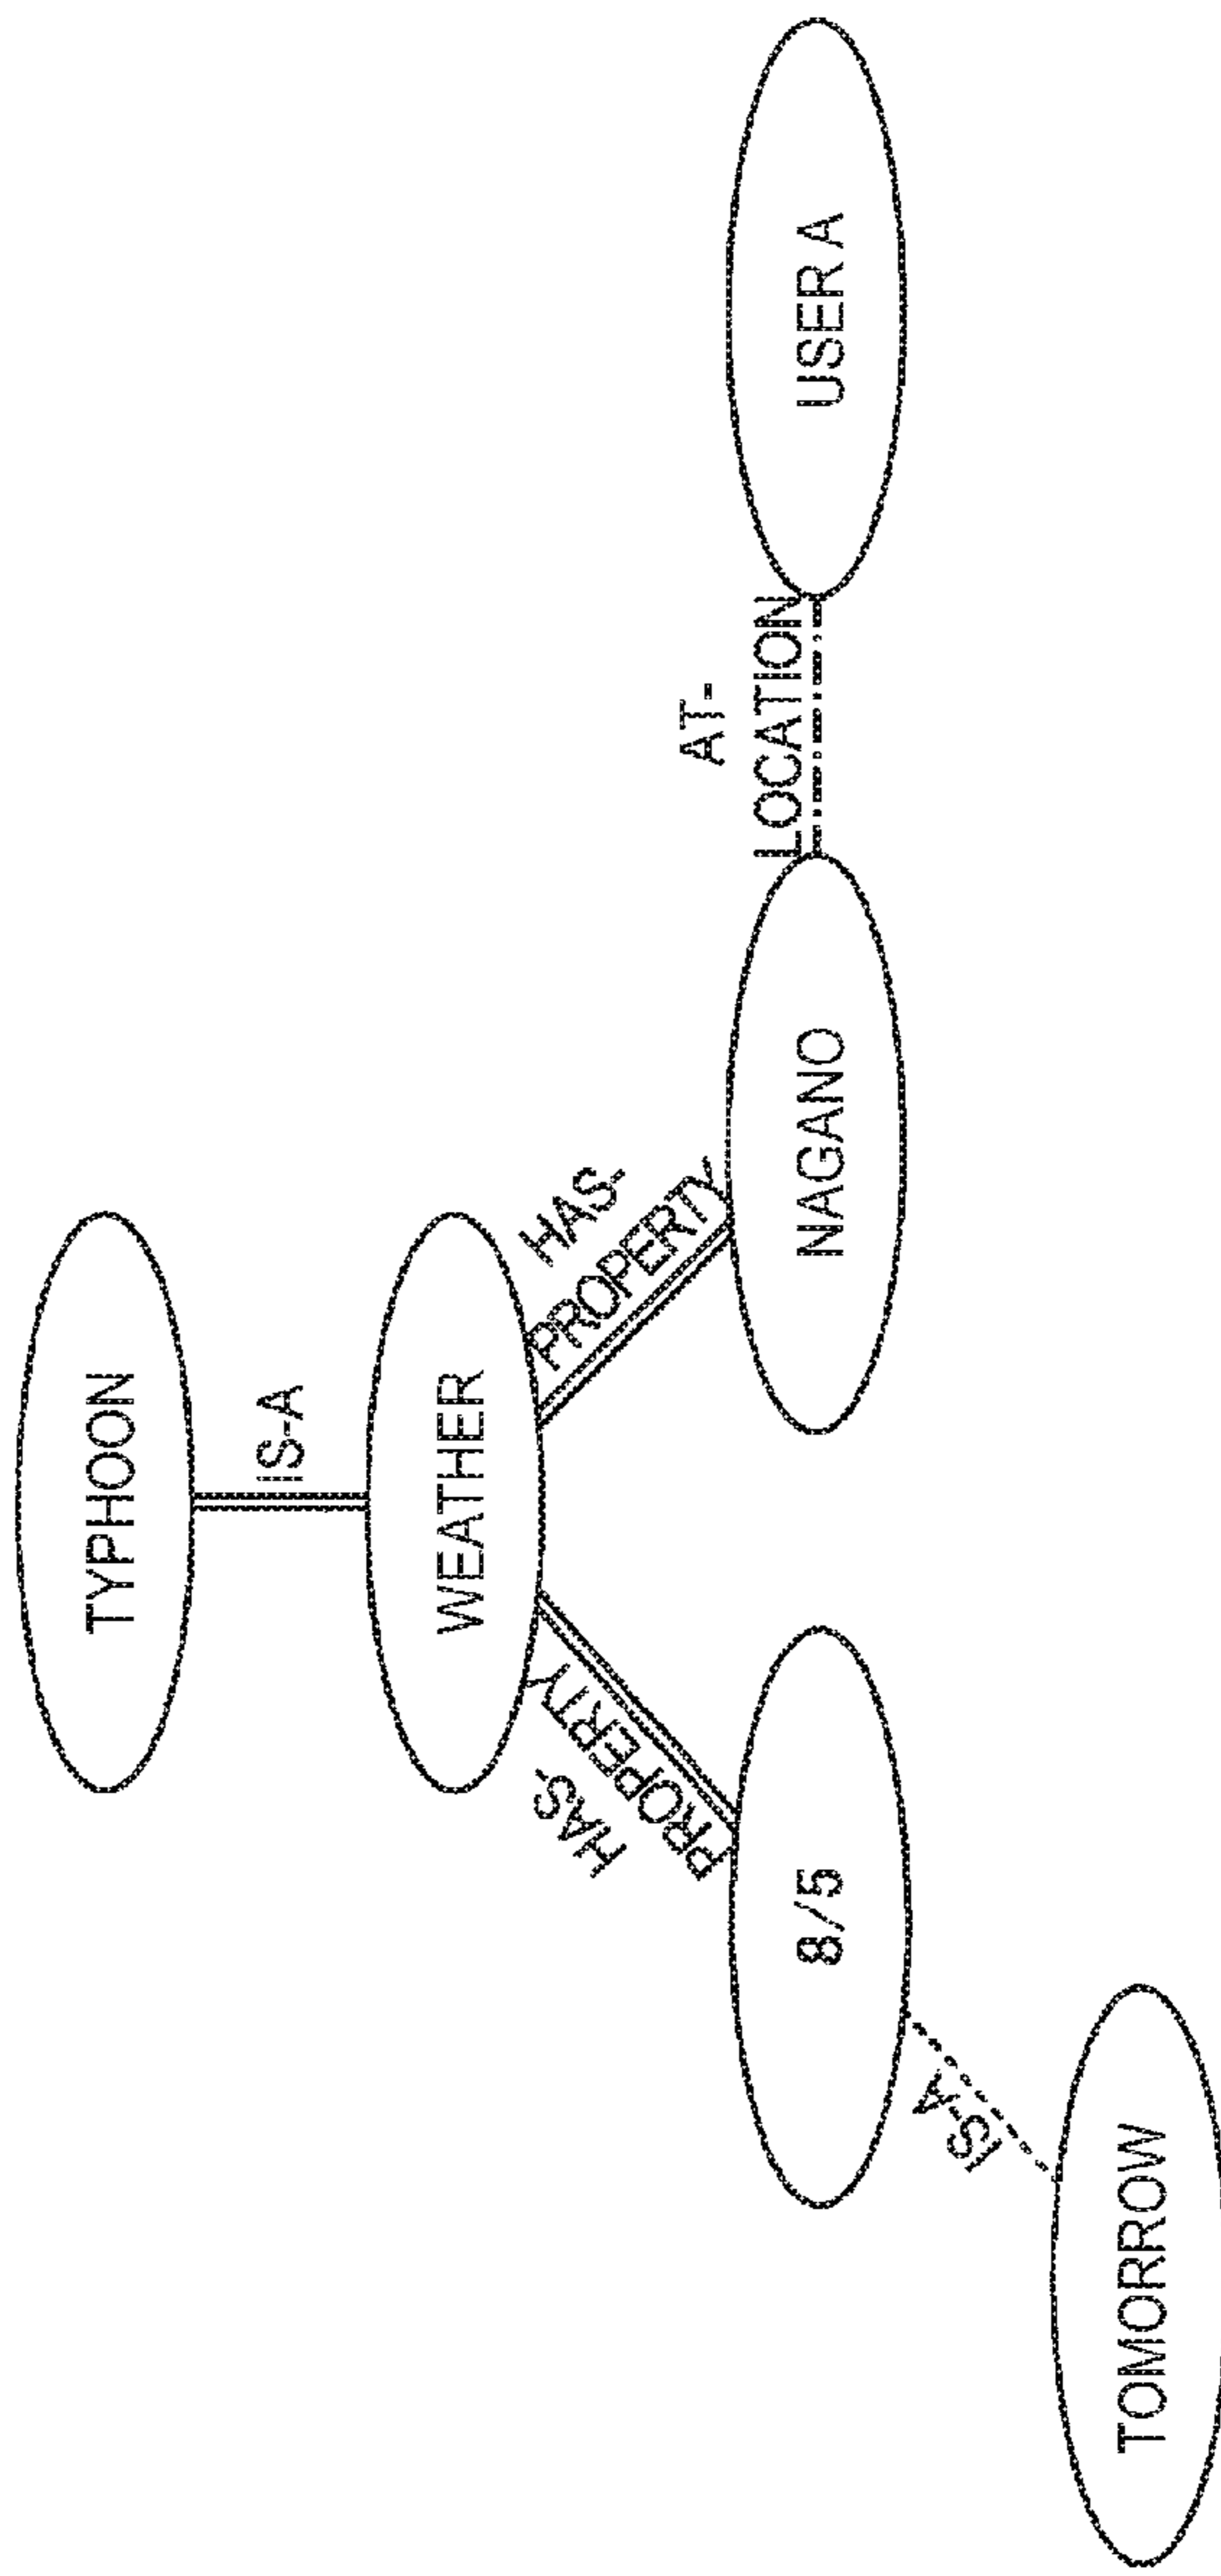 TYPHOON
IS-A
WEATHER
HAS-
PROPERTY
HAS-
PROPERTY
AT-
LOCATION
8/5
NAGANO
USER A
IS-A
TOMORROW